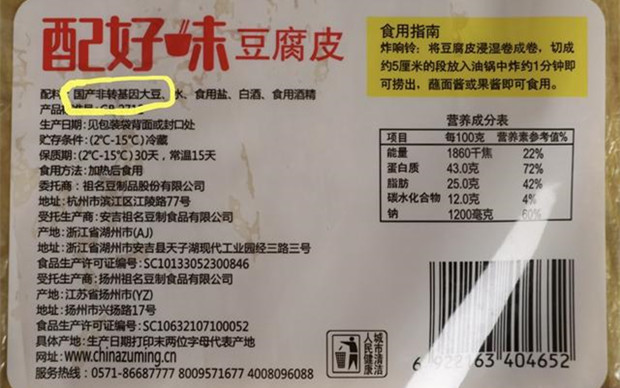 配好味豆腐皮
食用指南
炸响铃：将豆腐皮浸湿卷成卷，切成
约5厘米的段放入油锅中炸约1分钟即
可捞出，蘸面酱或果酱即可食用。
配料：国产非转基因大豆、水、食用盐、白酒、食用酒精
产品标准号：GB 2712
生产日期：见包装袋背面或封口处
贮存条件：(2℃-15℃)冷藏
保质期：(2℃-15℃)30天，常温15天
食用方法：加热后食用
委托商：祖名豆制品股份有限公司
地址：杭州市滨江区江陵路77号
受托生产商：安吉祖名豆制食品有限公司
产地：浙江省湖州市(AJ)
地址：浙江省湖州市安吉县天子湖现代工业园经三路三号
食品生产许可证编号：SC10133052300846
受托生产商：扬州祖名豆制食品有限公司
产地：江苏省扬州市(YZ)
地址：扬州市扬菱路兴扬路17号
SC10632107100052
具体产地：生产日期打印末两位字母代表产地
网址：www.chinazuming.cn
服务热线：0571-86687777 8009571677 4008096088
营养成分表
项目 每100克 营养素参考值%
能量 1860千焦 22%
蛋白质 43.0克 72%
脂肪 25.0克 42%
碳水化合物 12.0克 4%
钠 1200毫克 60%
城市清洁
人民健康
6 922163 404652